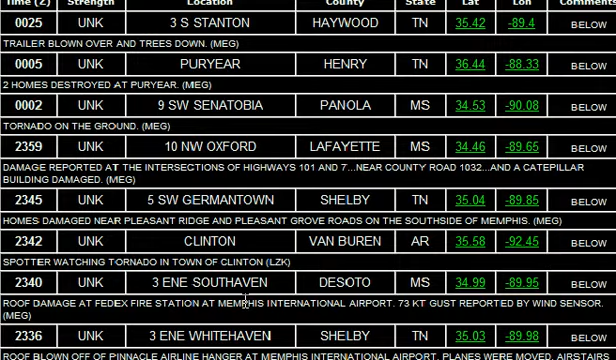 Time (Z) Strength Location County State Lat Lon Comments
0025 UNK 3 S STANTON HAYWOOD TN 35.42 -89.4 BELOW
TRAILER BLOWN OVER AND TREES DOWN. (MEG)
0005 UNK PURYEAR HENRY TN 36.44 -88.33 BELOW
2 HOMES DESTROYED AT PURYEAR. (MEG)
0002 UNK 9 SW SENATOBIA PANOLA MS 34.53 -90.08 BELOW
TORNADO ON THE GROUND. (MEG)
2359 UNK 10 NW OXFORD LAFAYETTE MS 34.46 -89.65 BELOW
DAMAGE REPORTED AT THE INTERSECTIONS OF HIGHWAYS 101 AND 7...NEAR COUNTY ROAD 1032...AND A CATEPILLAR
BUILDING DAMAGED. (MEG)
2345 UNK 5 SW GERMANTOWN SHELBY TN 35.04 -89.85 BELOW
HOMES DAMAGED NEAR PLEASANT RIDGE AND PLEASANT GROVE ROADS ON THE SOUTHSIDE OF MEMPHIS. (MEG)
2342 UNK CLINTON VAN BUREN AR 35.58 -92.45 BELOW
SPOTTER WATCHING TORNADO IN TOWN OF CLINTON (LZK)
2340 UNK 3 ENE SOUTHAVEN DESOTO MS 34.99 -89.95 BELOW
ROOF DAMAGE AT FEDEX FIRE STATION AT MEMPHIS INTERNATIONAL AIRPORT. 73 KT GUST REPORTED BY WIND SENSOR.
(MEG)
2336 UNK 3 ENE WHITEHAVEN SHELBY TN 35.03 -89.98 BELOW
ROOF BLOWN OFF OF PINNACLE AIRLINE HANGER AT MEMPHIS INTERNATIONAL AIRPORT. PLANES WERE MOVED. AIRSTAIRS